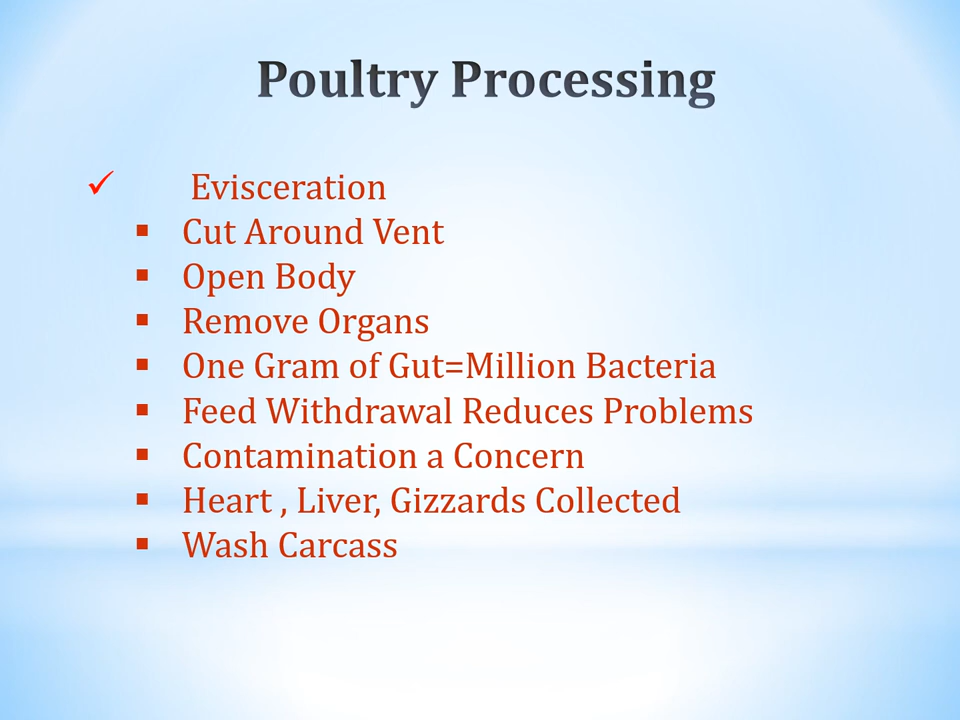 Poultry Processing
✓ Evisceration
▪ Cut Around Vent
▪ Open Body
▪ Remove Organs
▪ One Gram of Gut=Million Bacteria
▪ Feed Withdrawal Reduces Problems
▪ Contamination a Concern
▪ Heart , Liver, Gizzards Collected
▪ Wash Carcass